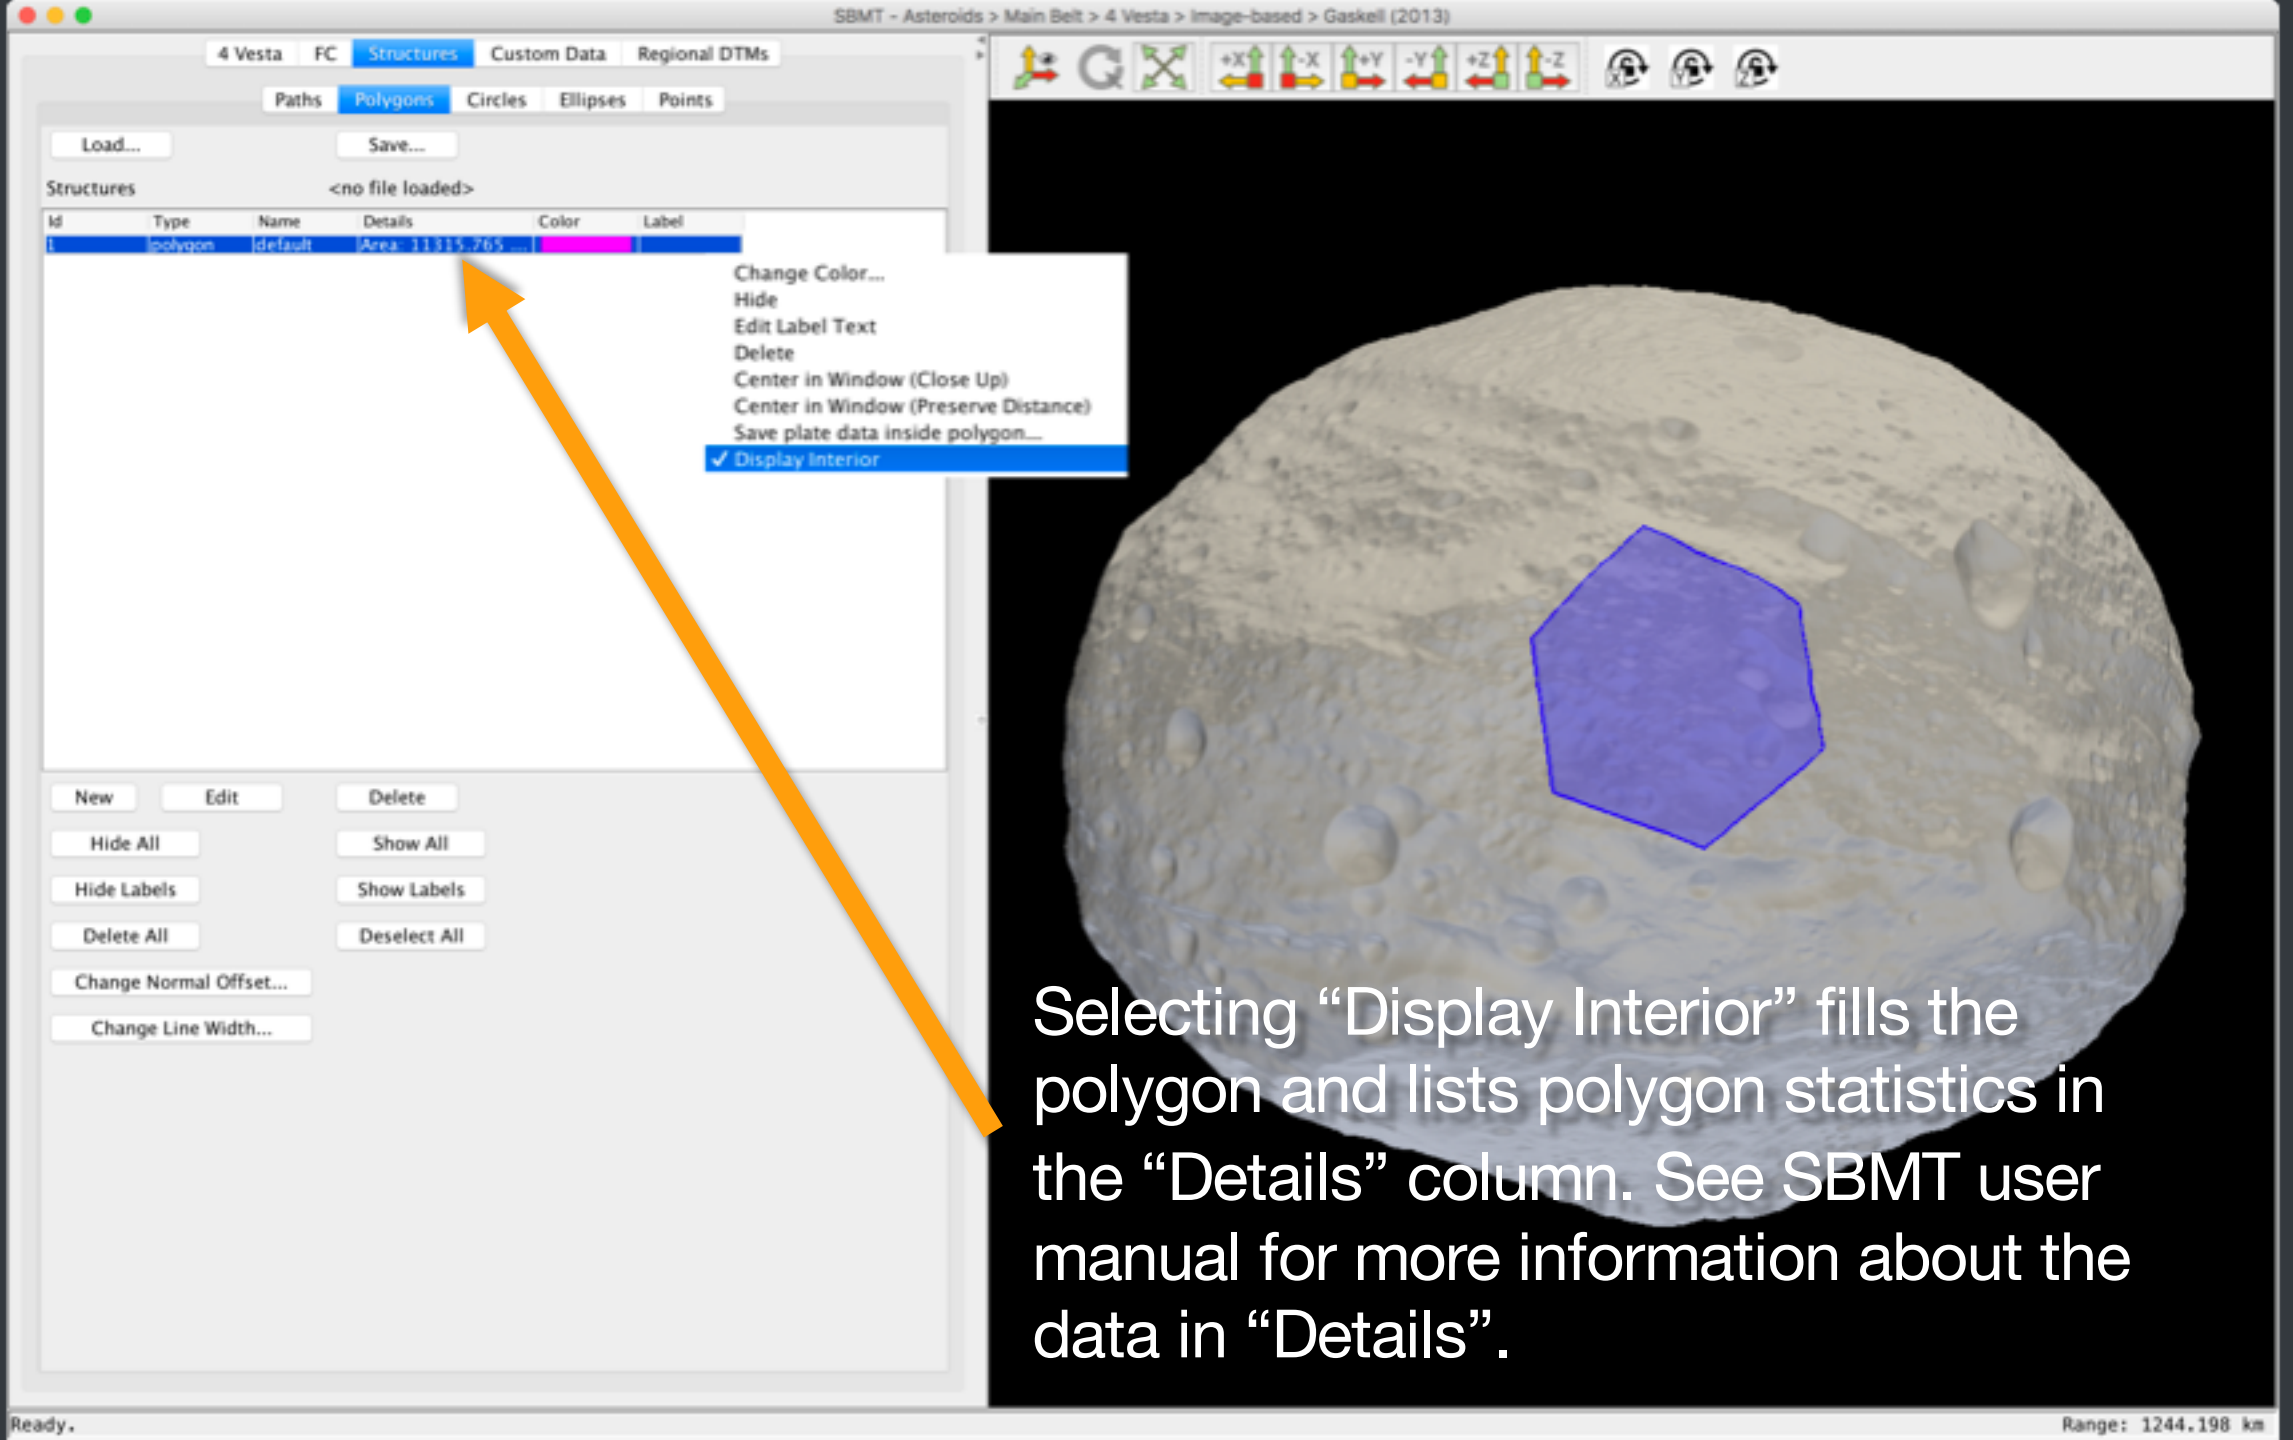 SBMT - Asteroids > Main Belt > 4 Vesta > Image-based > Gaskell (2013)
4 Vesta FC Structures Custom Data Regional DTMs
Paths Polygons Circles Ellipses Points
+X -X +Y -Y +Z -Z X Y Z
Load... Save...
Structures <no file loaded>
Id Type Name Details Color Label
1 polygon default Area: 11315.765 ...
Change Color...
Hide
Edit Label Text
Delete
Center in Window (Close Up)
Center in Window (Preserve Distance)
Save plate data inside polygon...
✓ Display Interior
New Edit Delete
Hide All Show All
Hide Labels Show Labels
Delete All Deselect All
Change Normal Offset...
Change Line Width...
Selecting “Display Interior” fills the
polygon and lists polygon statistics in
the “Details” column. See SBMT user
manual for more information about the
data in “Details”.
Ready. Range: 1244.198 km